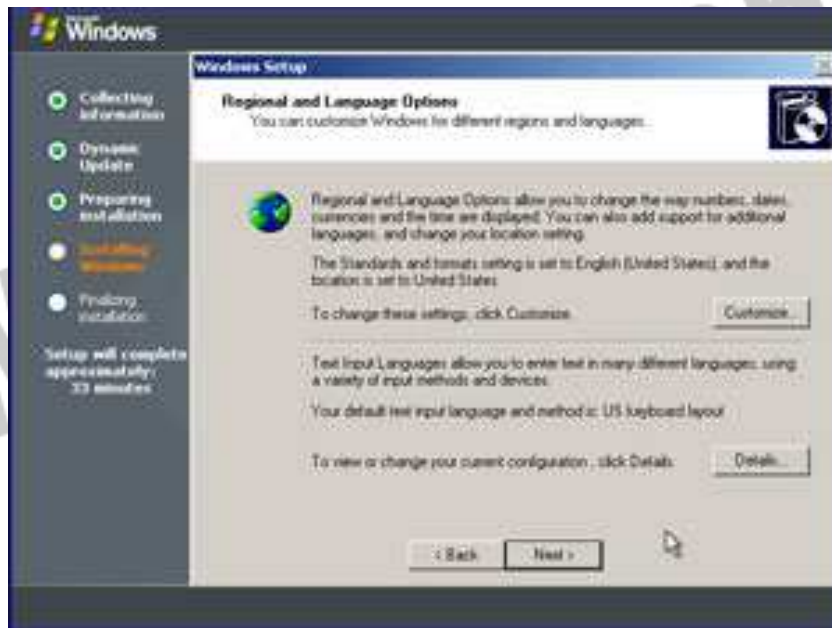 Microsoft
Windows
Collecting
information
Dynamic
Update
Preparing
installation
Installing
Windows
Finalizing
installation
Setup will complete
approximately:
33 minutes
Windows Setup
Regional and Language Options
You can customize Windows for different regions and languages.
Regional and Language Options allow you to change the way numbers, dates,
currencies and the time are displayed. You can also add support for additional
languages, and change your location setting.
The Standards and formats setting is set to English (United States), and the
location is set to United States.
To change these settings, click Customize.
Customize...
Text Input Languages allow you to enter text in many different languages, using
a variety of input methods and devices.
Your default text input language and method is: US keyboard layout
To view or change your current configuration , click Details.
Details...
< Back
Next >